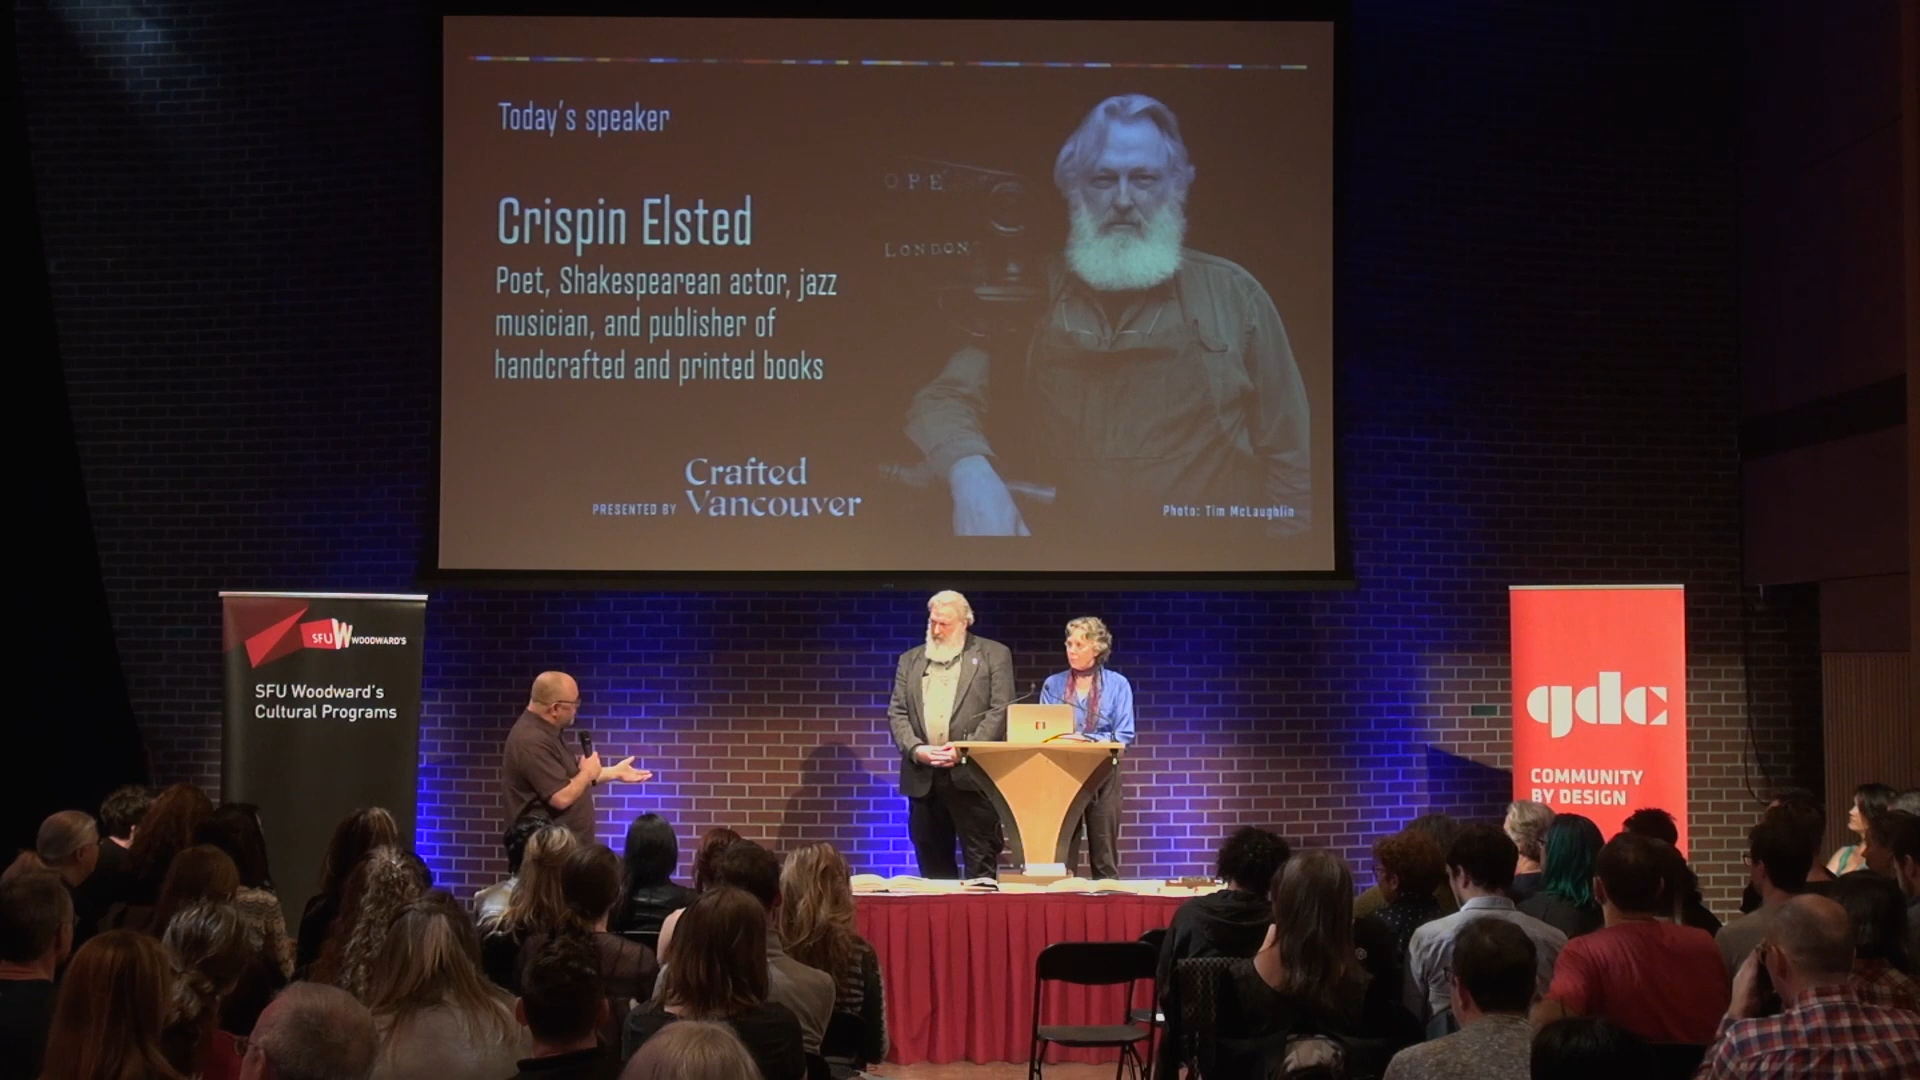 Today's speaker
Crispin Elsted
Poet, Shakespearean actor, jazz
musician, and publisher of
handcrafted and printed books
PRESENTED BY
Crafted
Vancouver
OPE
LONDON
Photo: Tim McLaughlin
SFU W WOODWARD'S
SFU Woodward's
Cultural Programs
gdc
COMMUNITY
BY DESIGN